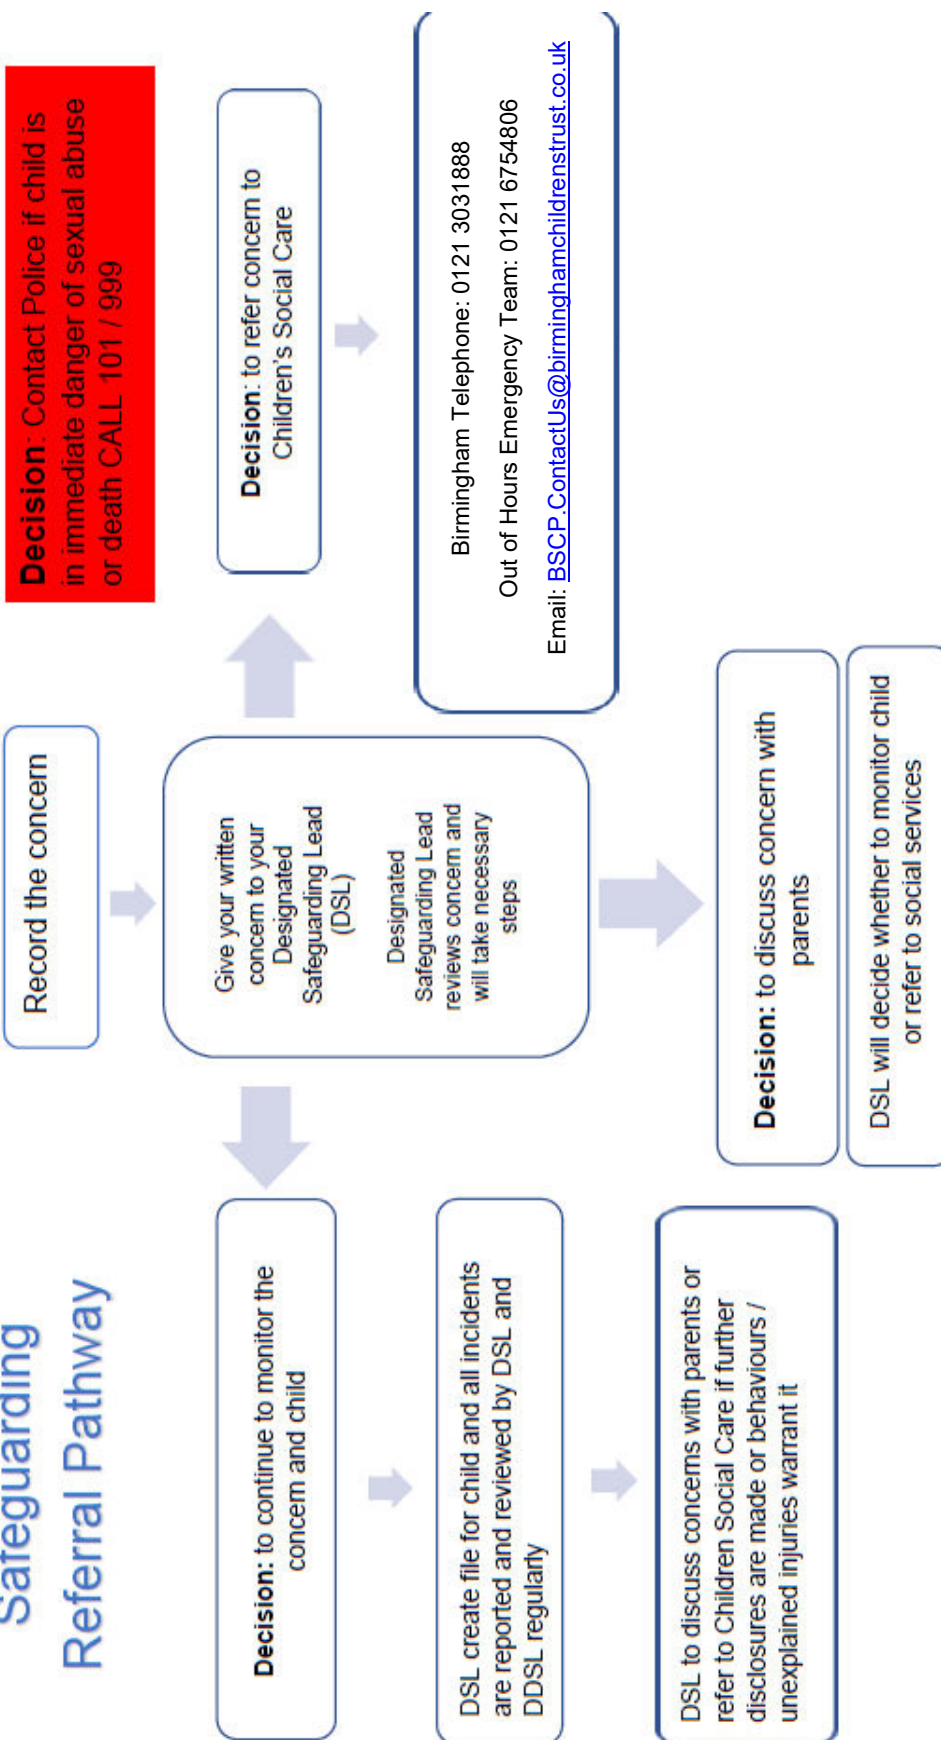 Safeguarding
Referral Pathway
Record the concern
Decision: Contact Police if child is
in immediate danger of sexual abuse
or death CALL 101 / 999
Give your written
concern to your
Designated
Safeguarding Lead
(DSL)
Designated
Safeguarding Lead
reviews concern and
will take necessary
steps
Decision: to continue to monitor the
concern and child
DSL create file for child and all incidents
are reported and reviewed by DSL and
DDSL regularly
DSL to discuss concerns with parents or
refer to Children Social Care if further
disclosures are made or behaviours /
unexplained injuries warrant it
Decision: to discuss concern with
parents
DSL will decide whether to monitor child
or refer to social services
Decision: to refer concern to
Children's Social Care
Birmingham Telephone: 0121 3031888
Out of Hours Emergency Team: 0121 6754806
Email: BSCP.ContactUs@birminghamchildrenstrust.co.uk